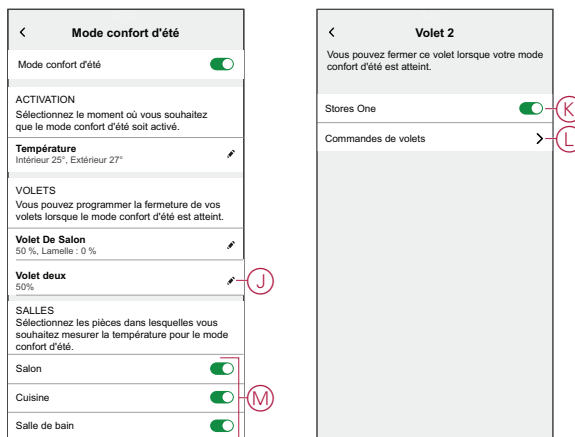 Mode confort d'été
Mode confort d'été
ACTIVATION
Sélectionnez le moment où vous souhaitez
que le mode confort d'été soit activé.
Température
Intérieur 25°, Extérieur 27°
VOLETS
Vous pouvez programmer la fermeture de vos
volets lorsque le mode confort d'été est atteint.
Volet De Salon
50 %, Lamelle : 0 %
Volet deux
50%
J
SALLES
Sélectionnez les pièces dans lesquelles vous
souhaitez mesurer la température pour le mode
confort d'été.
Salon
Cuisine
M
Salle de bain
Volet 2
Vous pouvez fermer ce volet lorsque votre mode
confort d'été est atteint.
Stores One
K
Commandes de volets
L